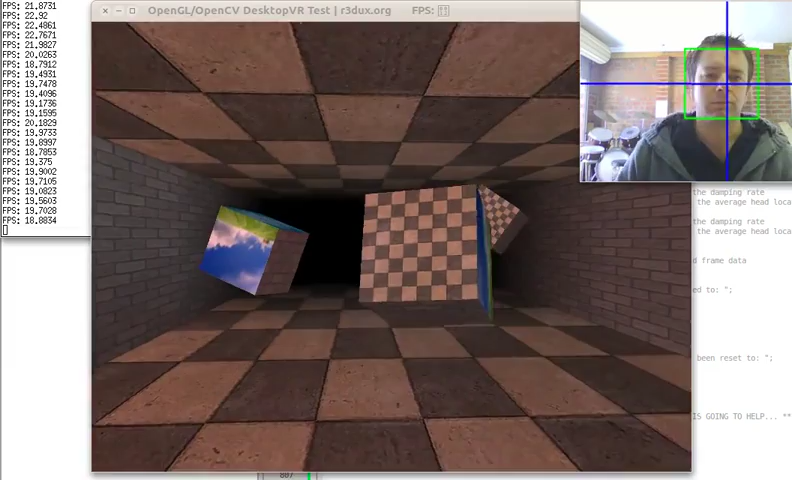 FPS: 21.8731
FPS: 22.92
FPS: 22.4861
FPS: 22.7671
FPS: 21.9827
FPS: 20.0263
FPS: 18.7912
FPS: 19.4931
FPS: 19.7478
FPS: 19.4096
FPS: 19.1736
FPS: 19.1595
FPS: 20.1829
FPS: 19.9733
FPS: 19.8997
FPS: 18.7853
FPS: 19.375
FPS: 19.9002
FPS: 19.7105
FPS: 19.0823
FPS: 19.5603
FPS: 19.7028
FPS: 18.8834
OpenGL/OpenCV DesktopVR Test | r3dux.org FPS:
the damping rate
the average head loca
the damping rate
the average head loca
d frame data
ed to: ";
been reset to: ";
IS GOING TO HELP... **
807